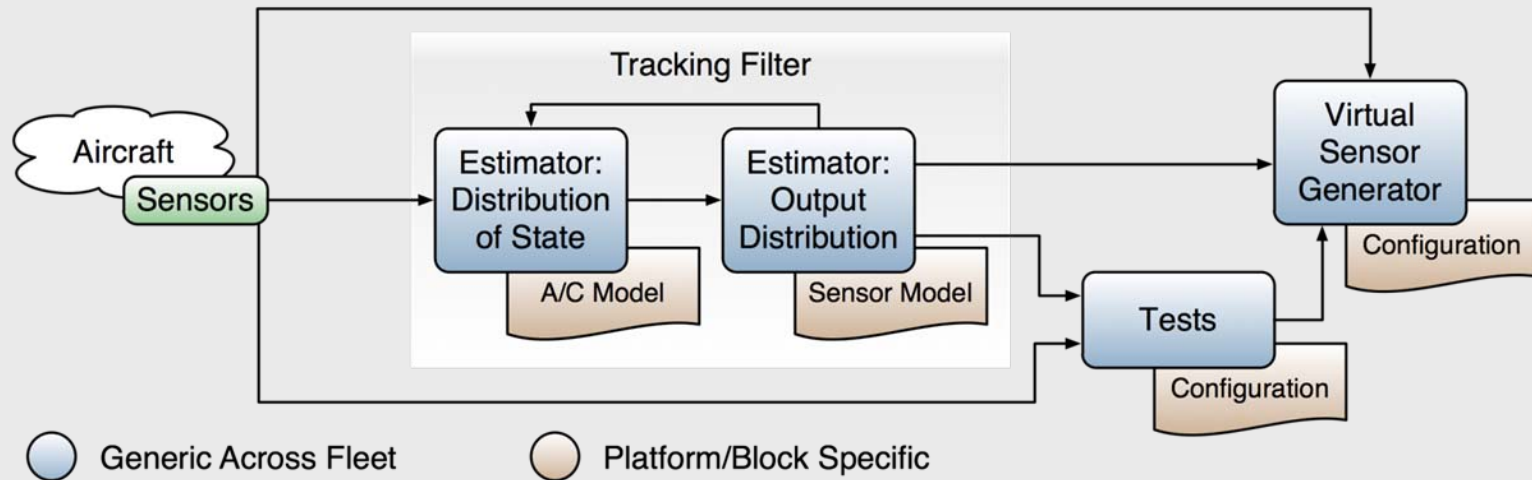 Tracking Filter
Aircraft
Sensors
Estimator:
Distribution
of State
A/C Model
Estimator:
Output
Distribution
Sensor Model
Virtual
Sensor
Generator
Configuration
Tests
Configuration
Generic Across Fleet
Platform/Block Specific